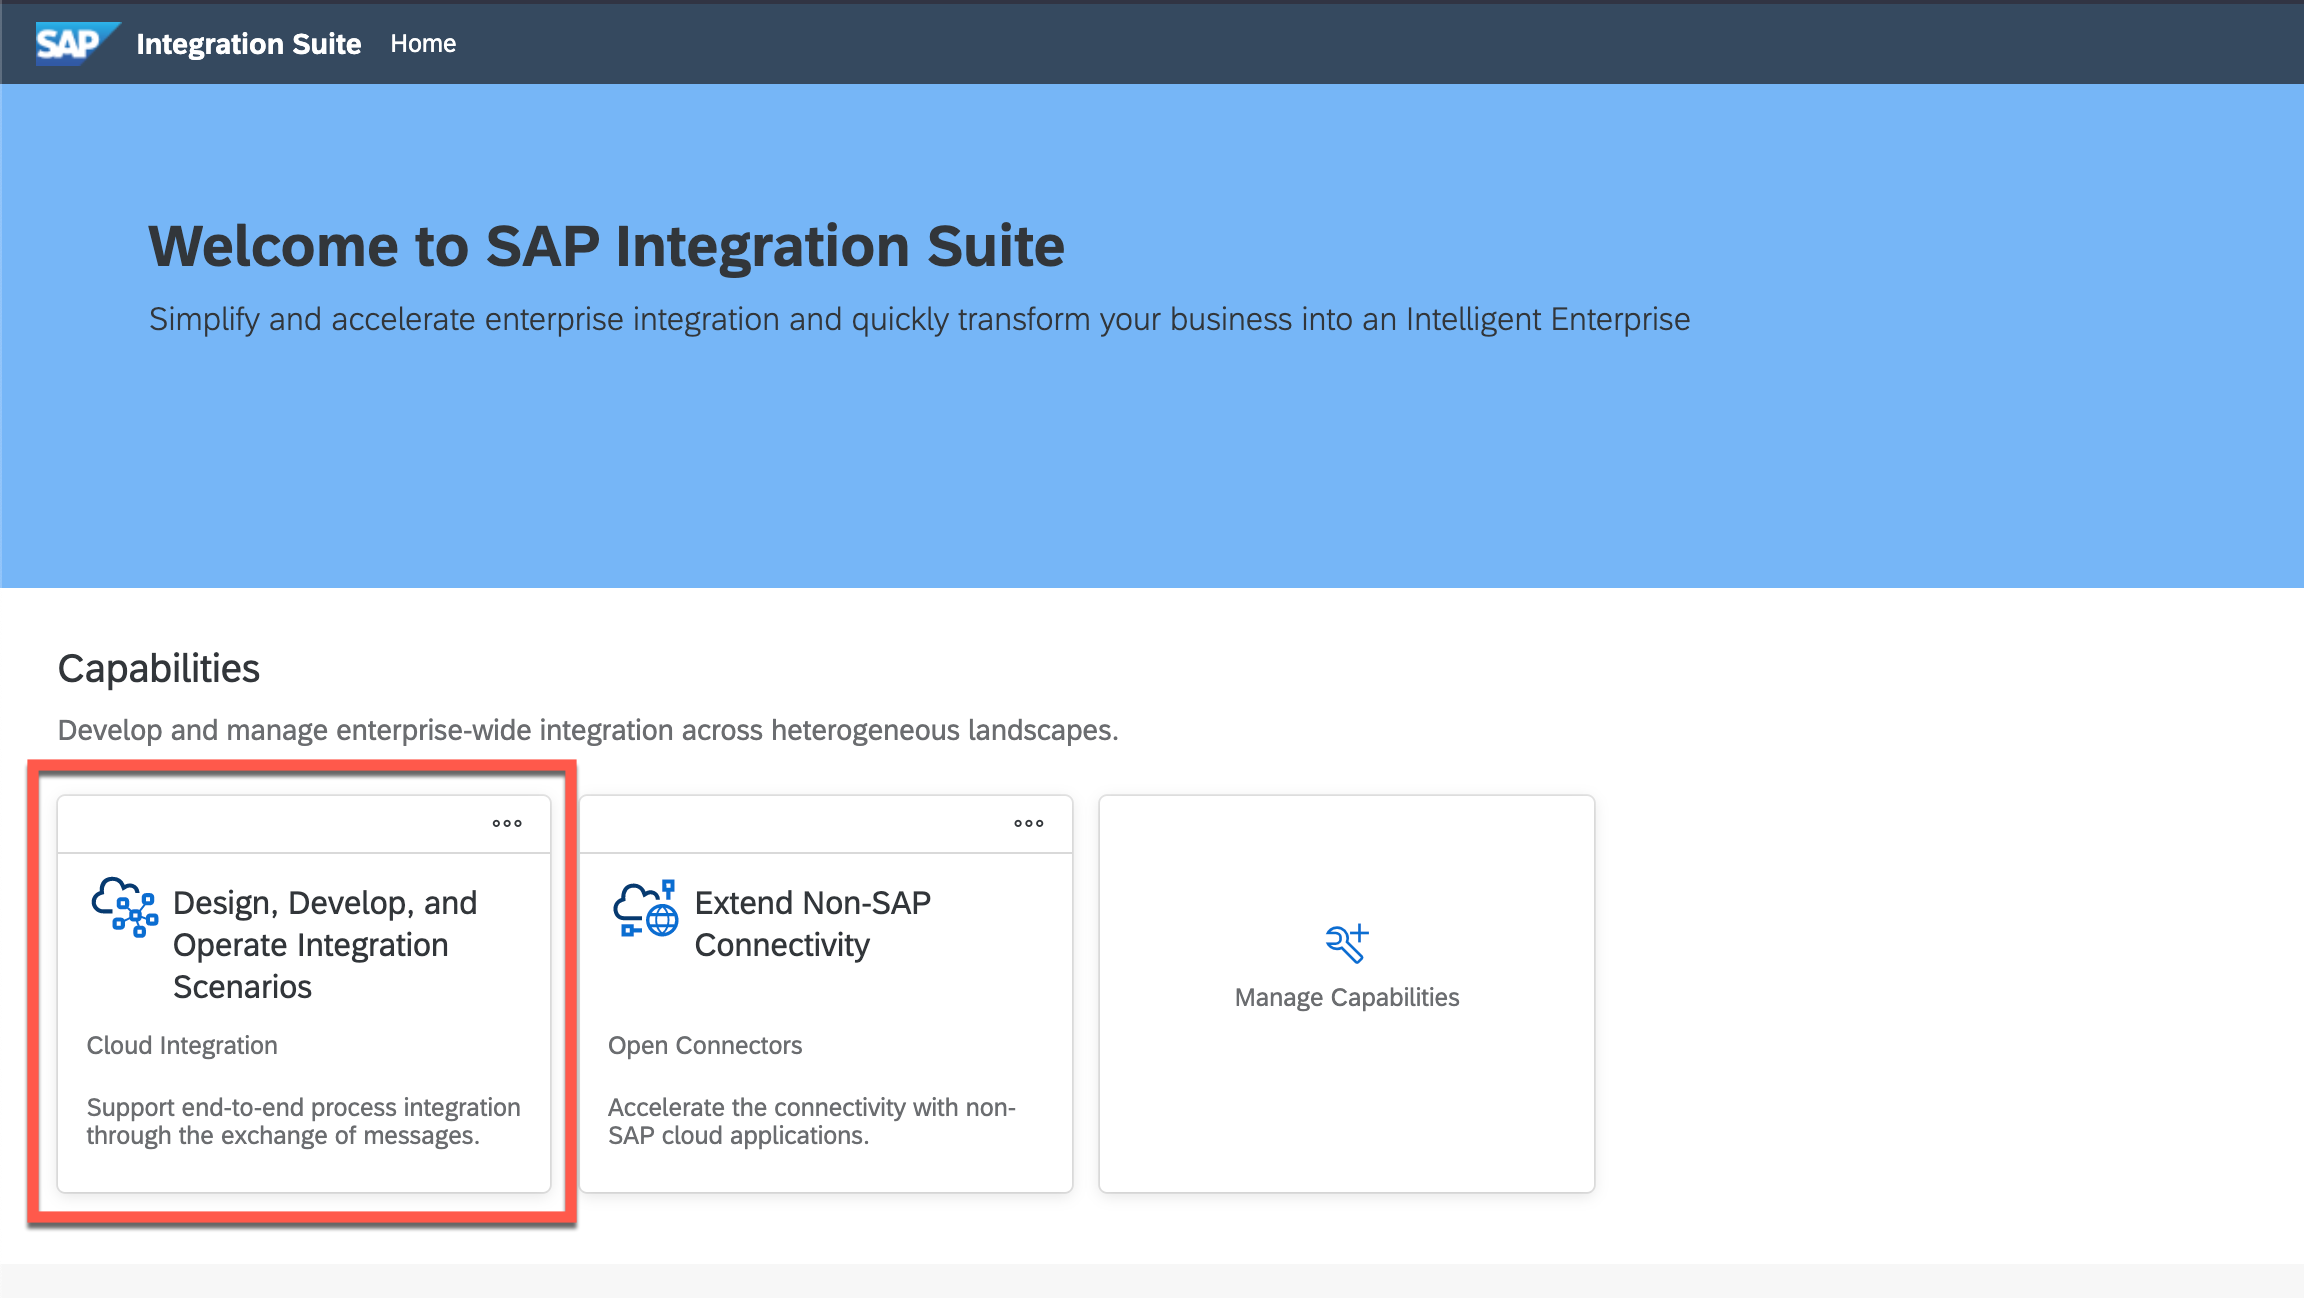 SAP Integration Suite Home
Welcome to SAP Integration Suite
Simplify and accelerate enterprise integration and quickly transform your business into an Intelligent Enterprise
Capabilities
Develop and manage enterprise-wide integration across heterogeneous landscapes.
Design, Develop, and
Operate Integration
Scenarios
Cloud Integration
Support end-to-end process integration
through the exchange of messages.
Extend Non-SAP
Connectivity
Open Connectors
Accelerate the connectivity with non-
SAP cloud applications.
Manage Capabilities